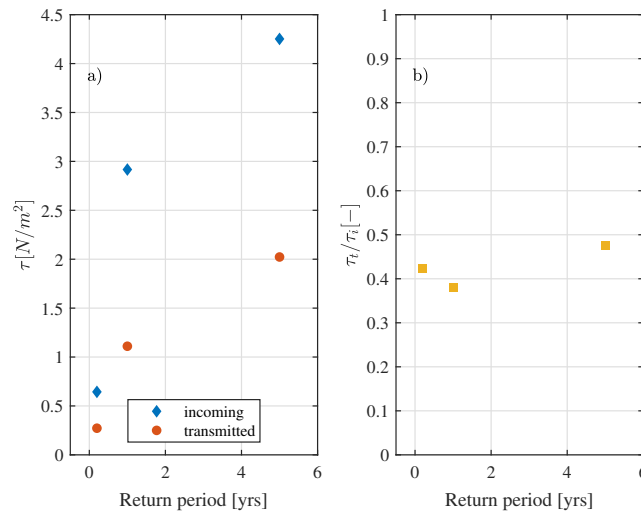 a)
4.5
4
3.5
3
2.5
2
1.5
1
0.5
0
τ [N/m²]
incoming
transmitted
0 2 4 6
Return period [yrs]
b)
1
0.9
0.8
0.7
0.6
0.5
0.4
0.3
0.2
0.1
0
τₜ/τᵢ [−]
0 2 4 6
Return period [yrs]